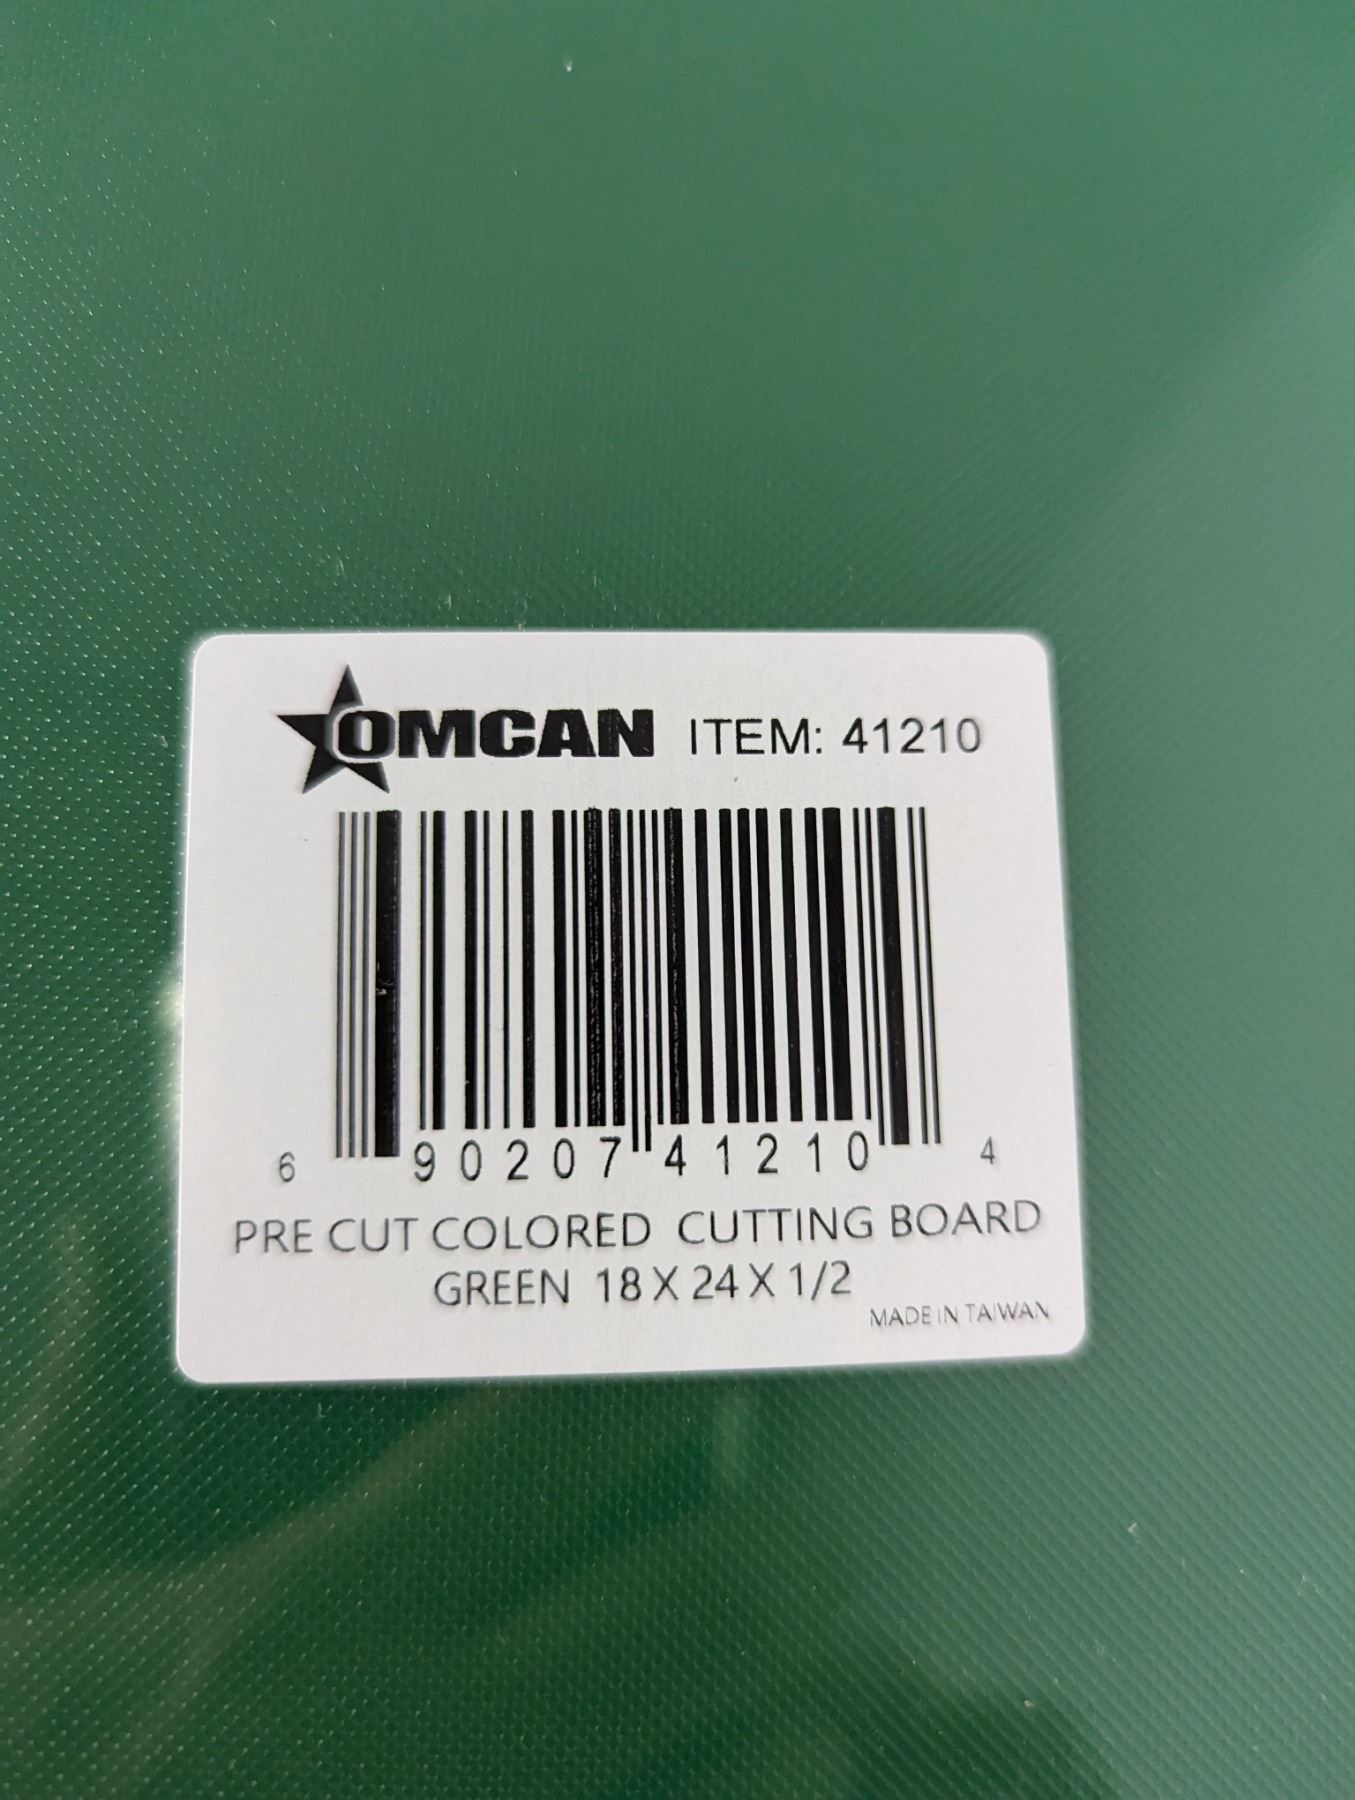 OMCAN ITEM: 41210
6 90207 41210 4
PRE CUT COLORED CUTTING BOARD
GREEN 18 X 24 X 1/2
MADE IN TAIWAN